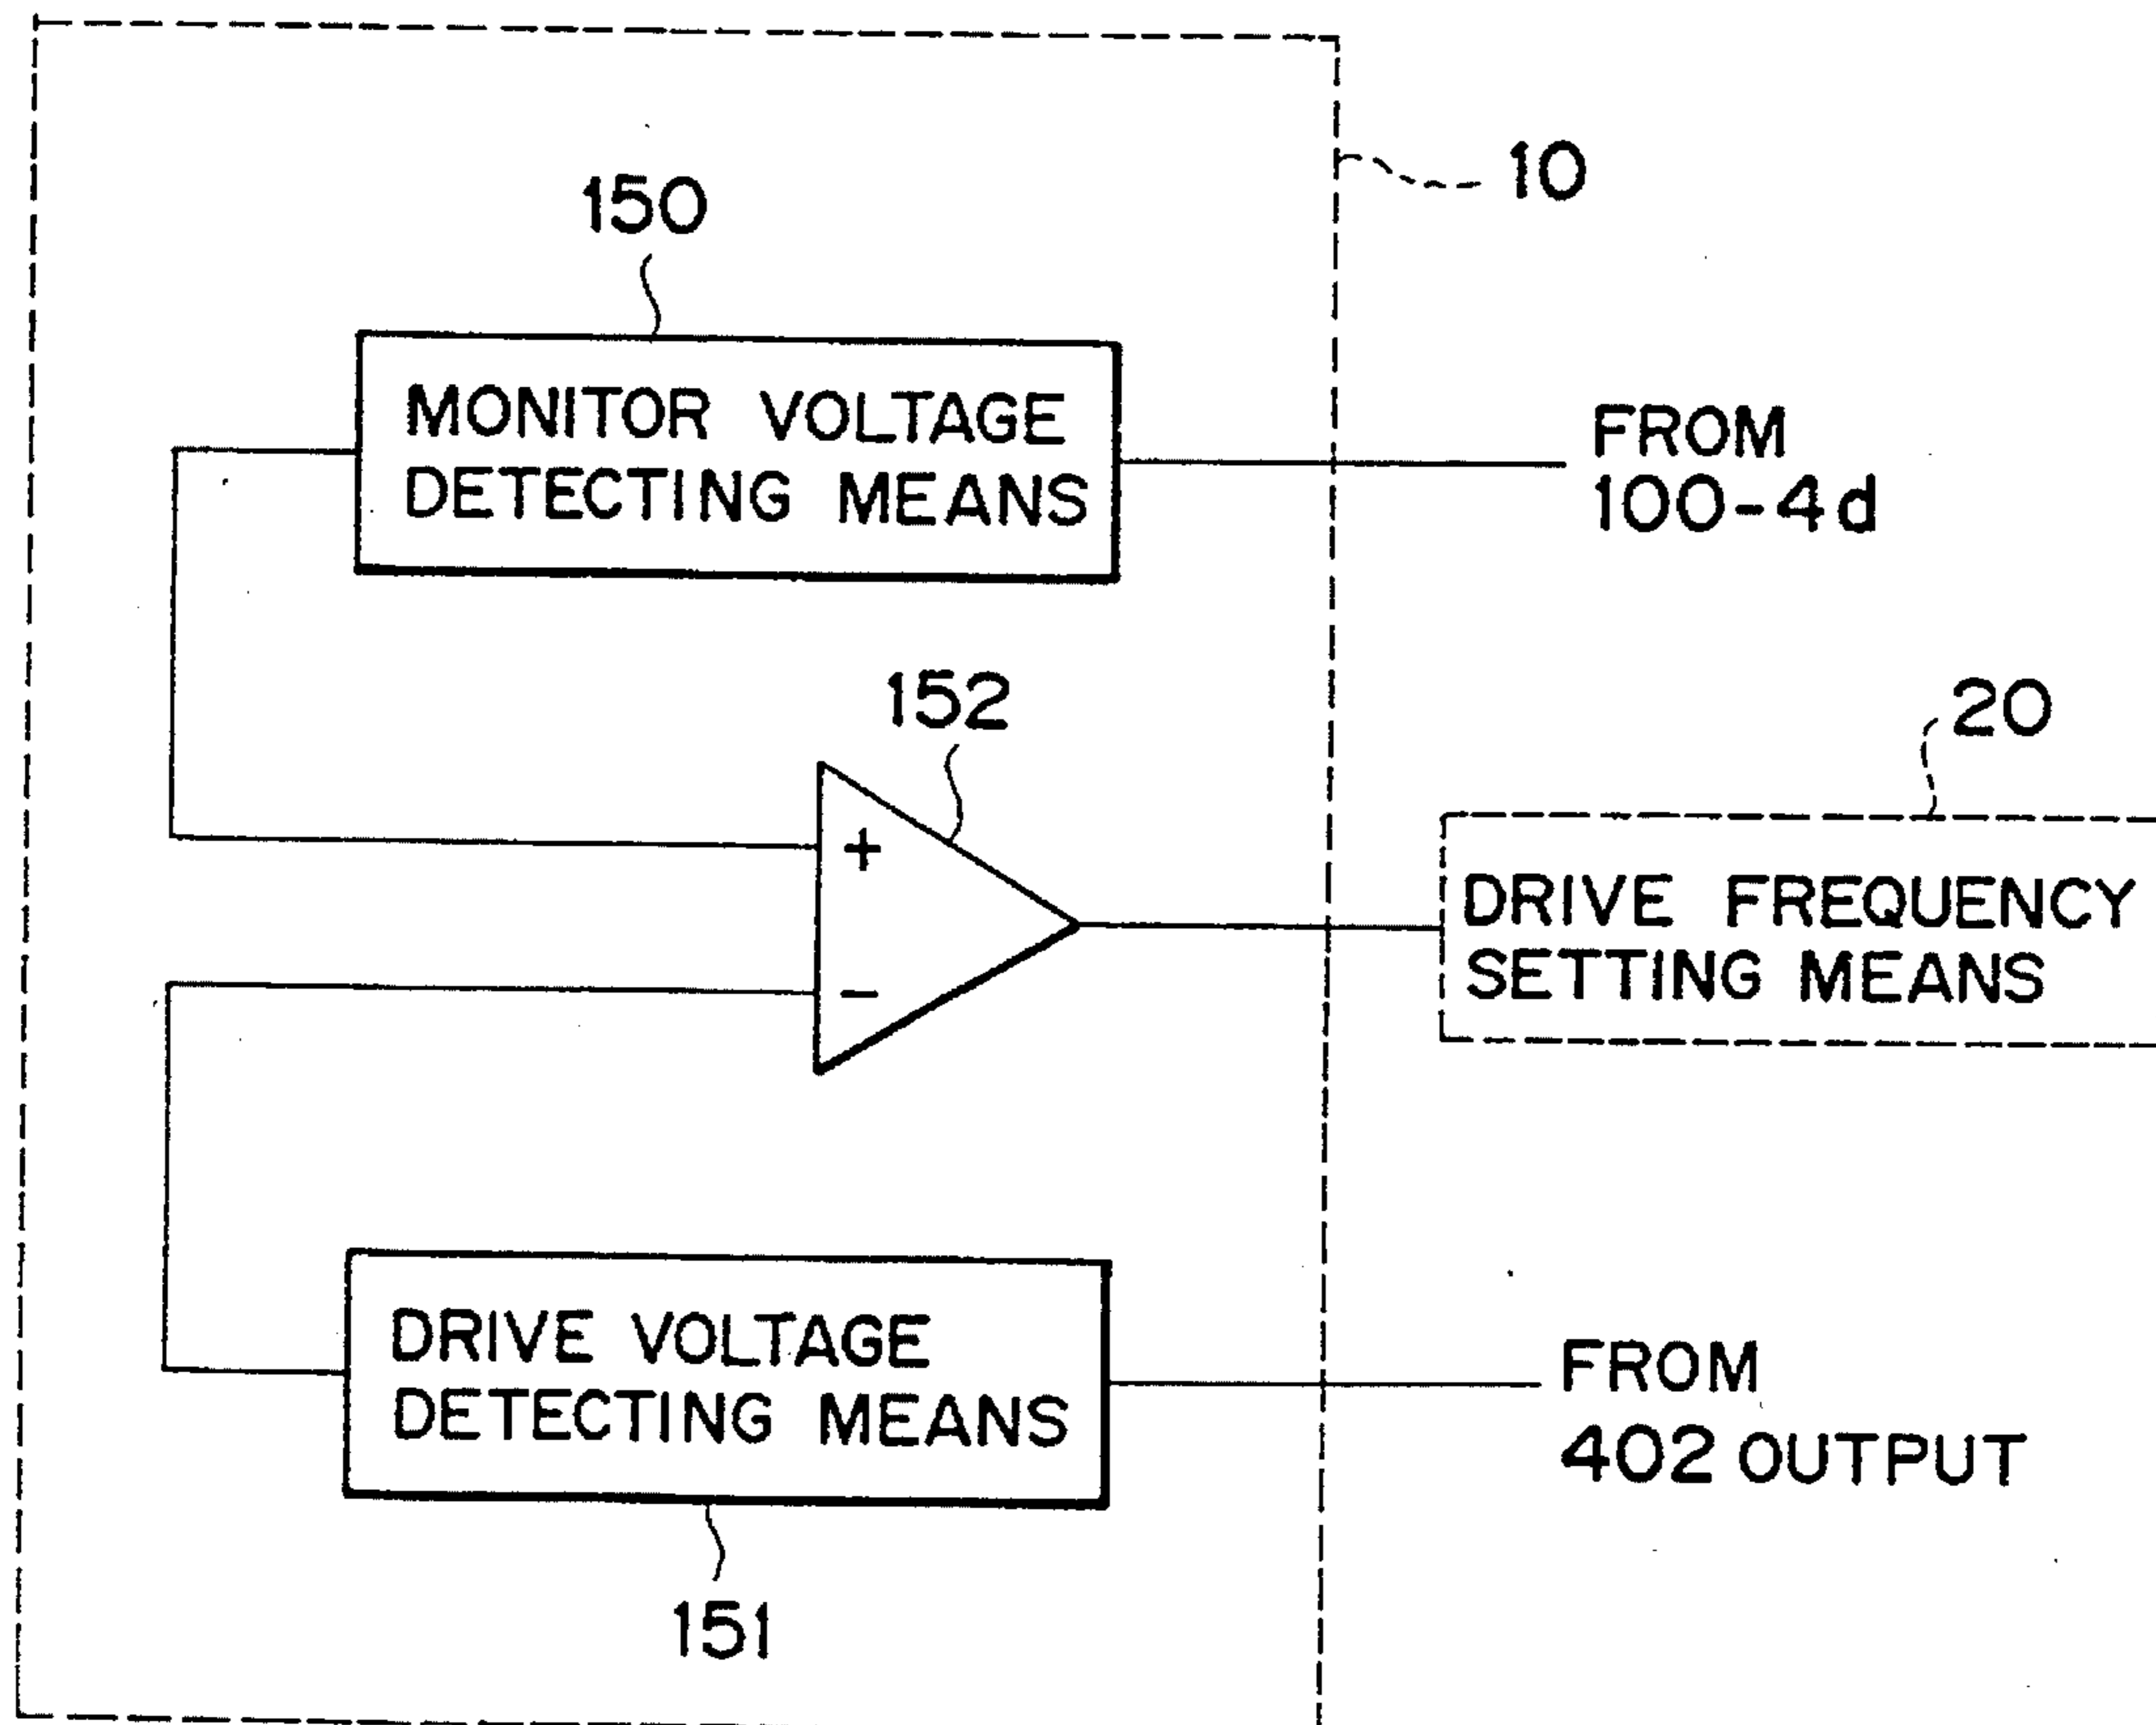 10
150
MONITOR VOLTAGE
DETECTING MEANS
FROM
100-4d
152
+
−
20
DRIVE FREQUENCY
SETTING MEANS
DRIVE VOLTAGE
DETECTING MEANS
FROM
402 OUTPUT
151